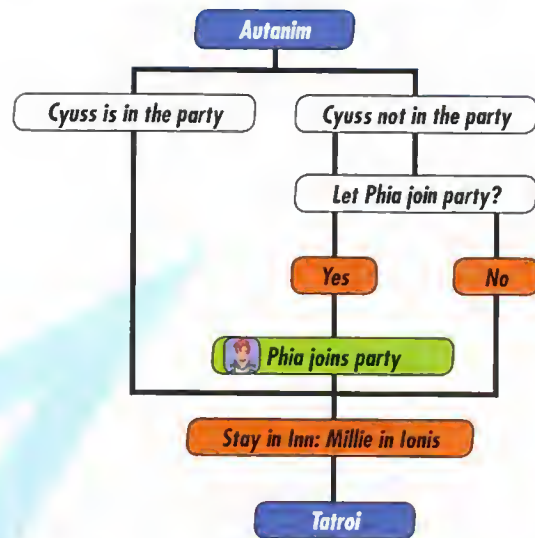 Autanim
Cyuss is in the party
Cyuss not in the party
Let Phia join party?
Yes
No
Phia joins party
Stay in Inn: Millie in Ionis
Tatroi